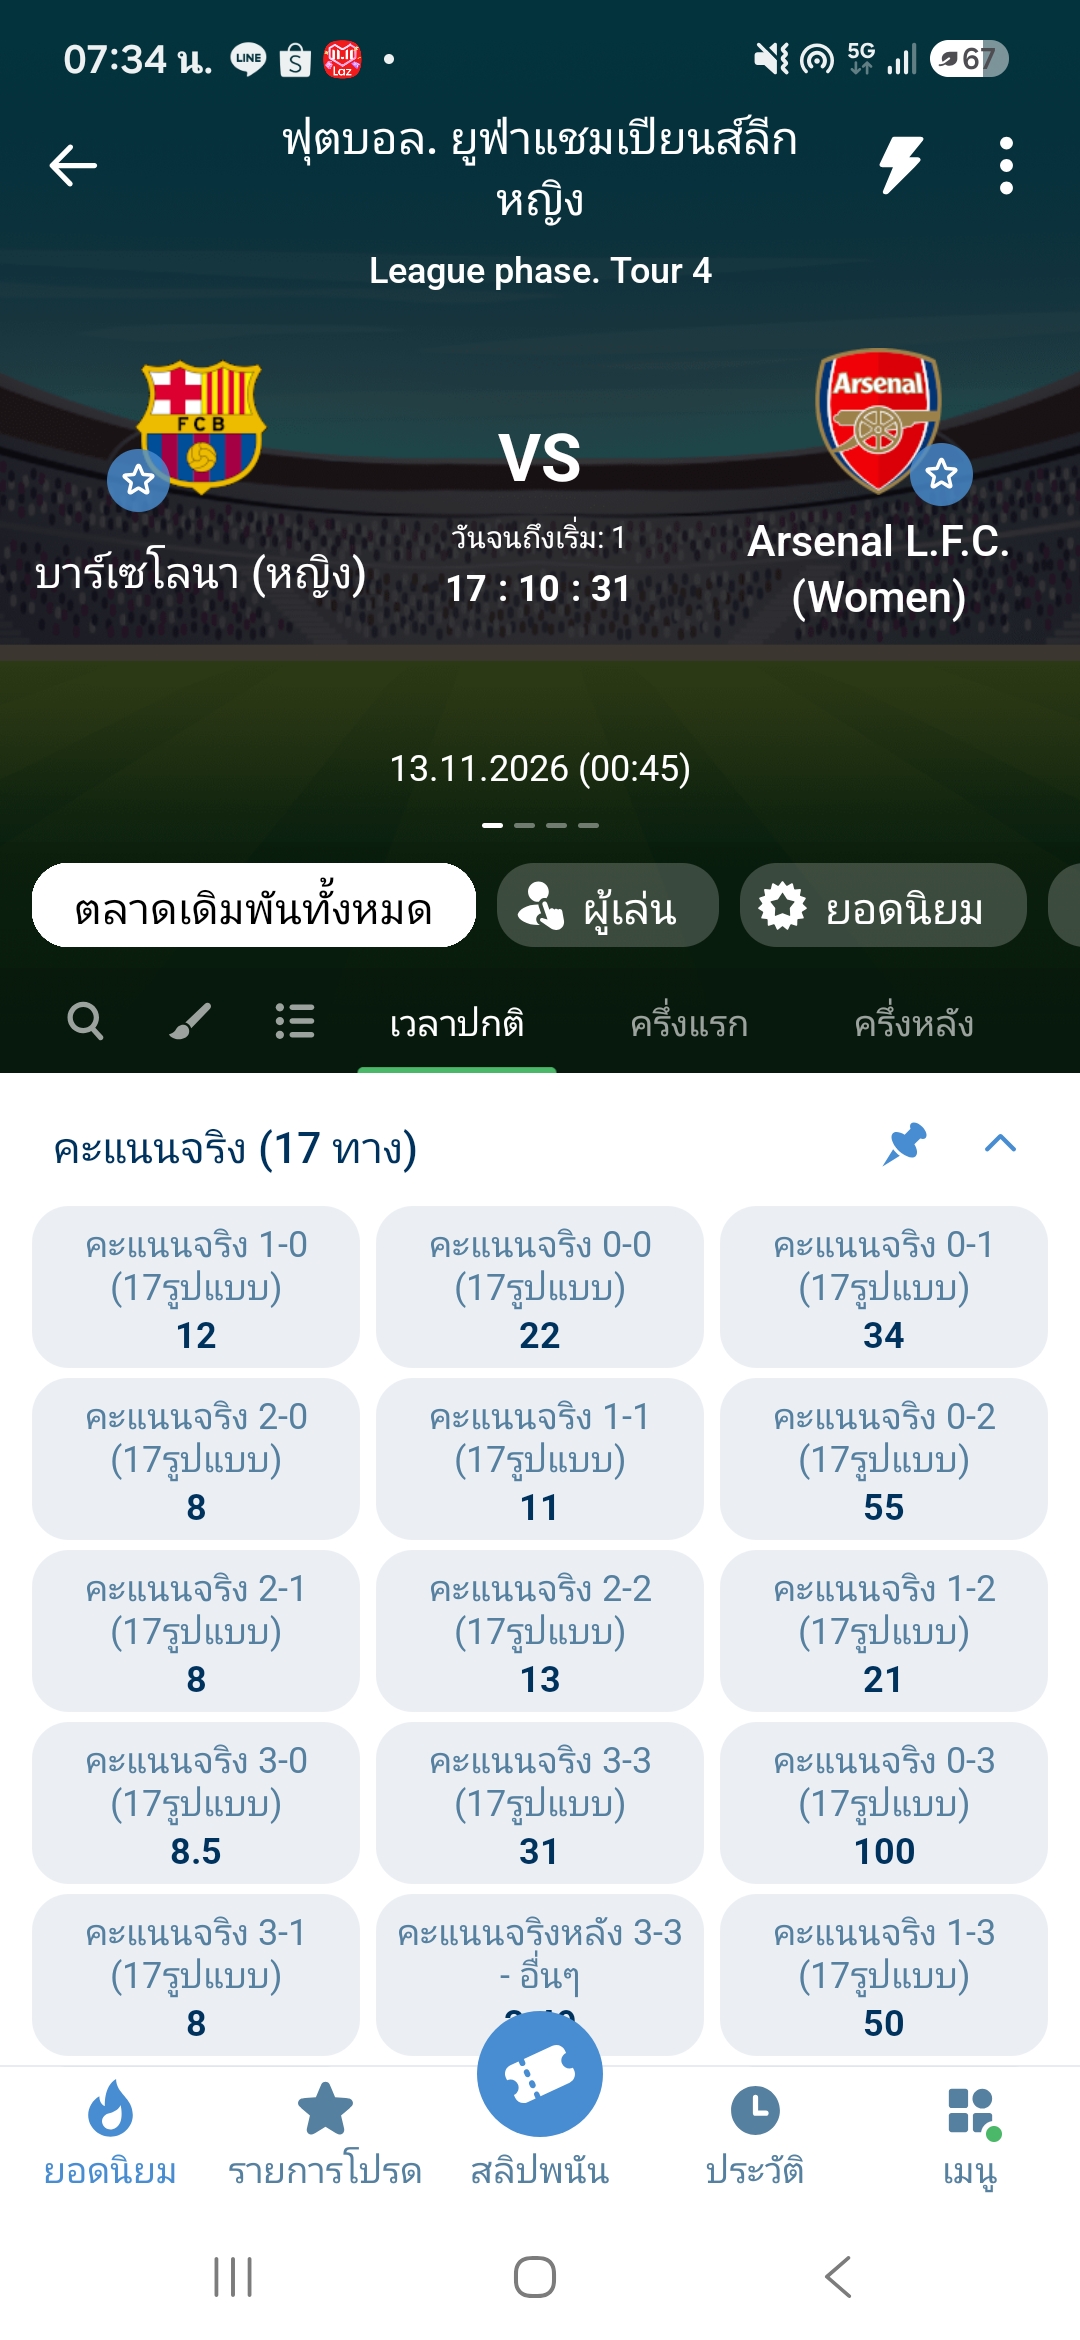 07:34 น. LINE S 11.11 Laz 5G 67
ฟุตบอล. ยูฟ่าแชมเปียนส์ลีก
หญิง
League phase. Tour 4
FCB
Arsenal
VS
บาร์เซโลนา (หญิง)
วันจนถึงเริ่ม: 1
17 : 10 : 31
Arsenal L.F.C.
(Women)
13.11.2026 (00:45)
ตลาดเดิมพันทั้งหมด ผู้เล่น ยอดนิยม
เวลาปกติ ครึ่งแรก ครึ่งหลัง
คะแนนจริง (17 ทาง)
คะแนนจริง 1-0
(17รูปแบบ)
12
คะแนนจริง 0-0
(17รูปแบบ)
22
คะแนนจริง 0-1
(17รูปแบบ)
34
คะแนนจริง 2-0
(17รูปแบบ)
8
คะแนนจริง 1-1
(17รูปแบบ)
11
คะแนนจริง 0-2
(17รูปแบบ)
55
คะแนนจริง 2-1
(17รูปแบบ)
8
คะแนนจริง 2-2
(17รูปแบบ)
13
คะแนนจริง 1-2
(17รูปแบบ)
21
คะแนนจริง 3-0
(17รูปแบบ)
8.5
คะแนนจริง 3-3
(17รูปแบบ)
31
คะแนนจริง 0-3
(17รูปแบบ)
100
คะแนนจริง 3-1
(17รูปแบบ)
8
คะแนนจริงหลัง 3-3
- อื่นๆ
คะแนนจริง 1-3
(17รูปแบบ)
50
ยอดนิยม รายการโปรด สลิปพนัน ประวัติ เมนู